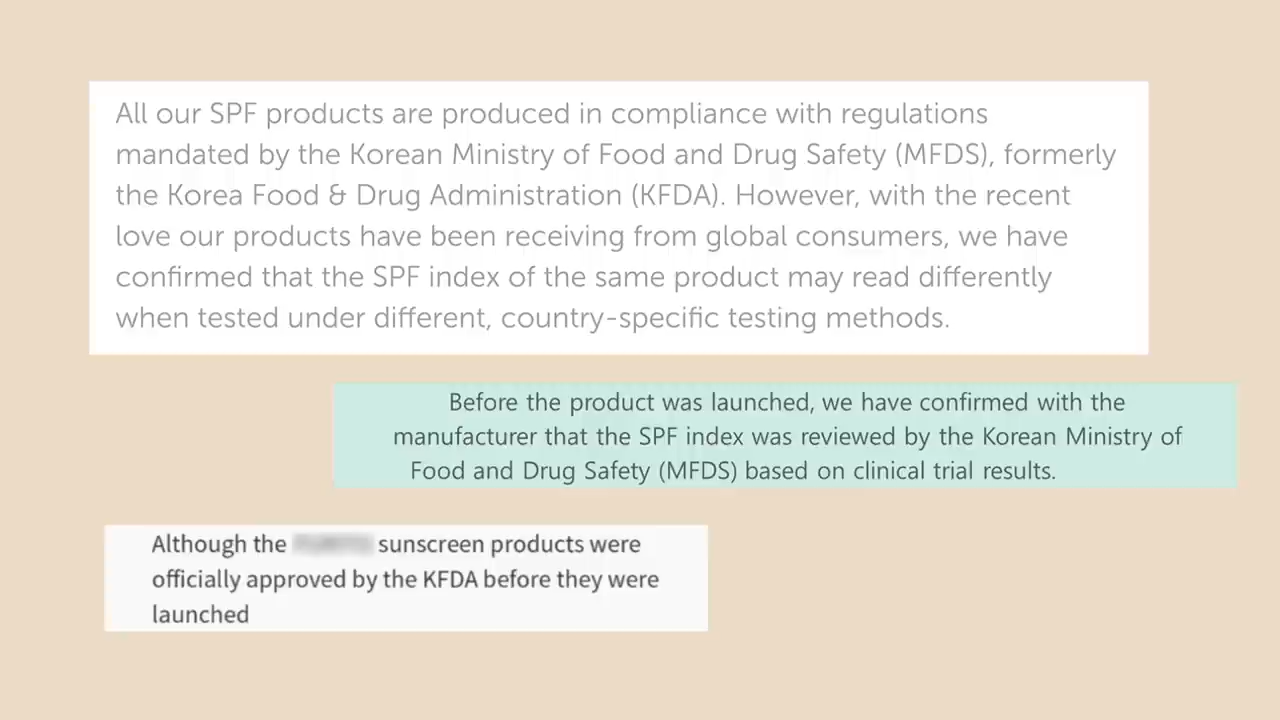 All our SPF products are produced in compliance with regulations
mandated by the Korean Ministry of Food and Drug Safety (MFDS), formerly
the Korea Food & Drug Administration (KFDA). However, with the recent
love our products have been receiving from global consumers, we have
confirmed that the SPF index of the same product may read differently
when tested under different, country-specific testing methods.
Before the product was launched, we have confirmed with the
manufacturer that the SPF index was reviewed by the Korean Ministry of
Food and Drug Safety (MFDS) based on clinical trial results.
Although the sunscreen products were
officially approved by the KFDA before they were
launched